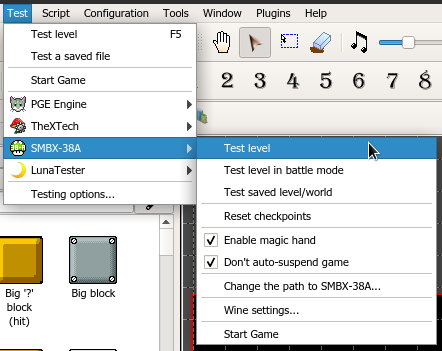 Test Script Configuration Tools Window Plugins Help
Test level F5
Test a saved file
Start Game
PGE Engine
TheXTech
SMBX-38A
LunaTester
Testing options...
1 2 3 4 5 6 7 8
Test level
Test level in battle mode
Test saved level/world
Reset checkpoints
Enable magic hand
Don't auto-suspend game
Change the path to SMBX-38A...
Wine settings...
Start Game
Big '?'
block
(hit)
Big block